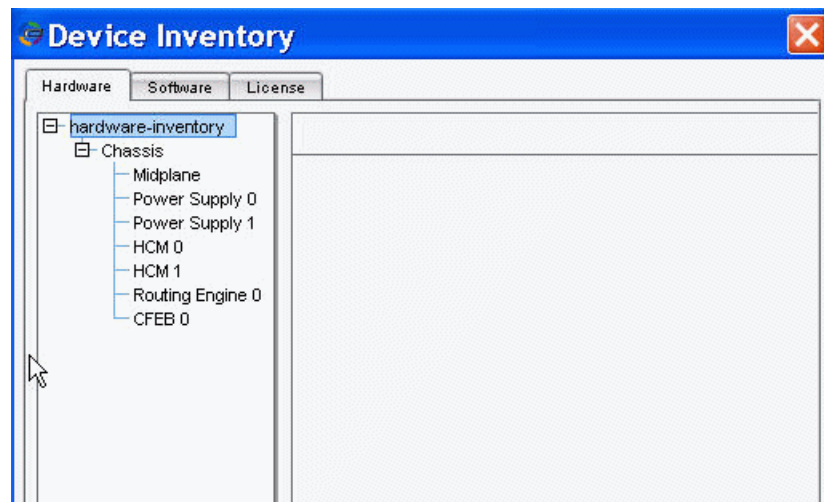 Device Inventory
Hardware Software License
hardware-inventory
Chassis
Midplane
Power Supply 0
Power Supply 1
HCM 0
HCM 1
Routing Engine 0
CFEB 0